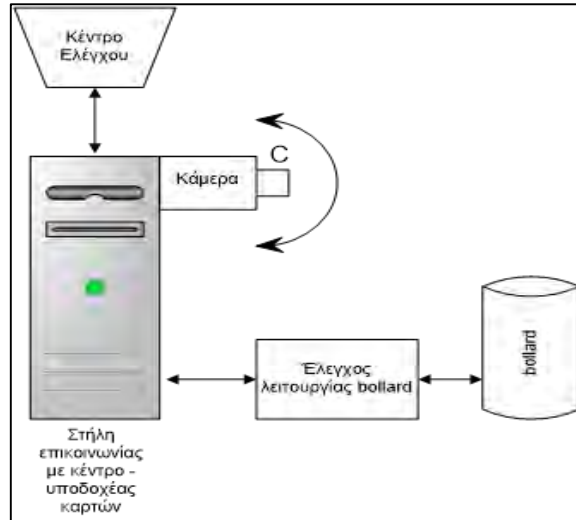 Κέντρο
Ελέγχου
C
Κάμερα
Έλεγχος
λειτουργίας bollard
bollard
Στήλη
επικοινωνίας
με κέντρο -
υποδοχέας
καρτών